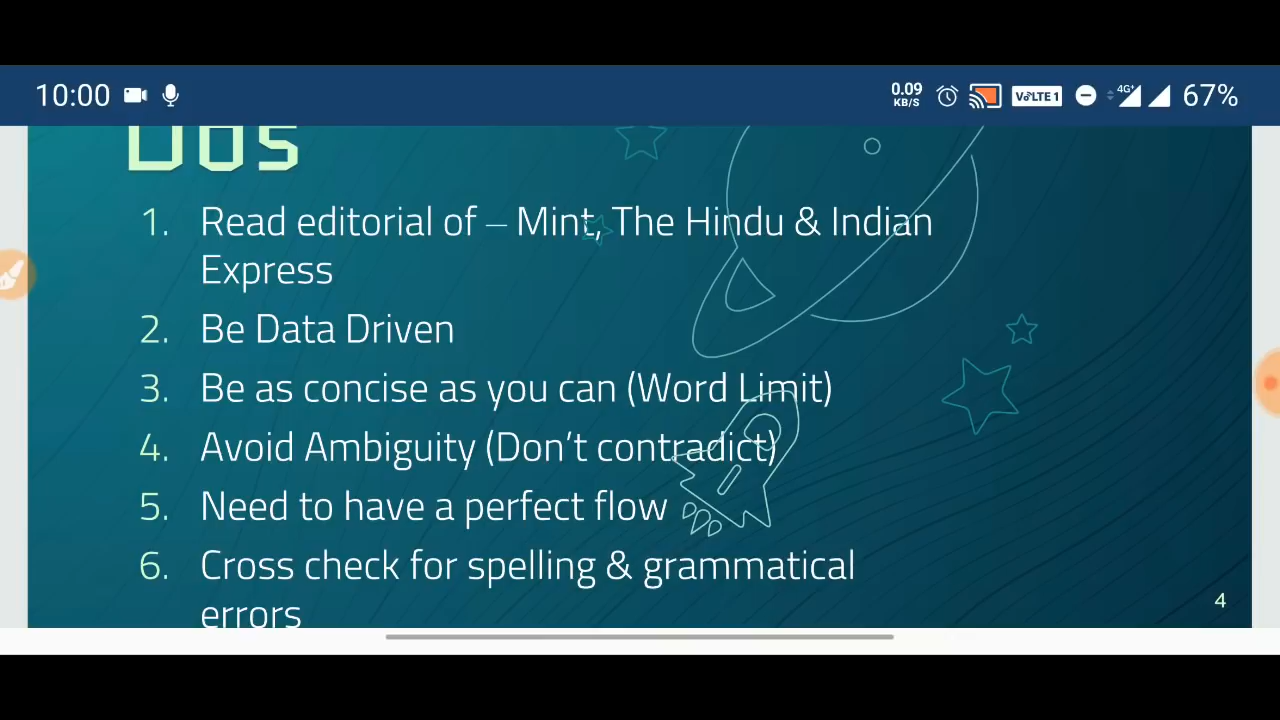 10:00
0.09
KB/S
VoLTE 1
4G+
67%
Dos
1. Read editorial of – Mint, The Hindu & Indian
Express
2. Be Data Driven
3. Be as concise as you can (Word Limit)
4. Avoid Ambiguity (Don't contradict)
5. Need to have a perfect flow
6. Cross check for spelling & grammatical
errors
4